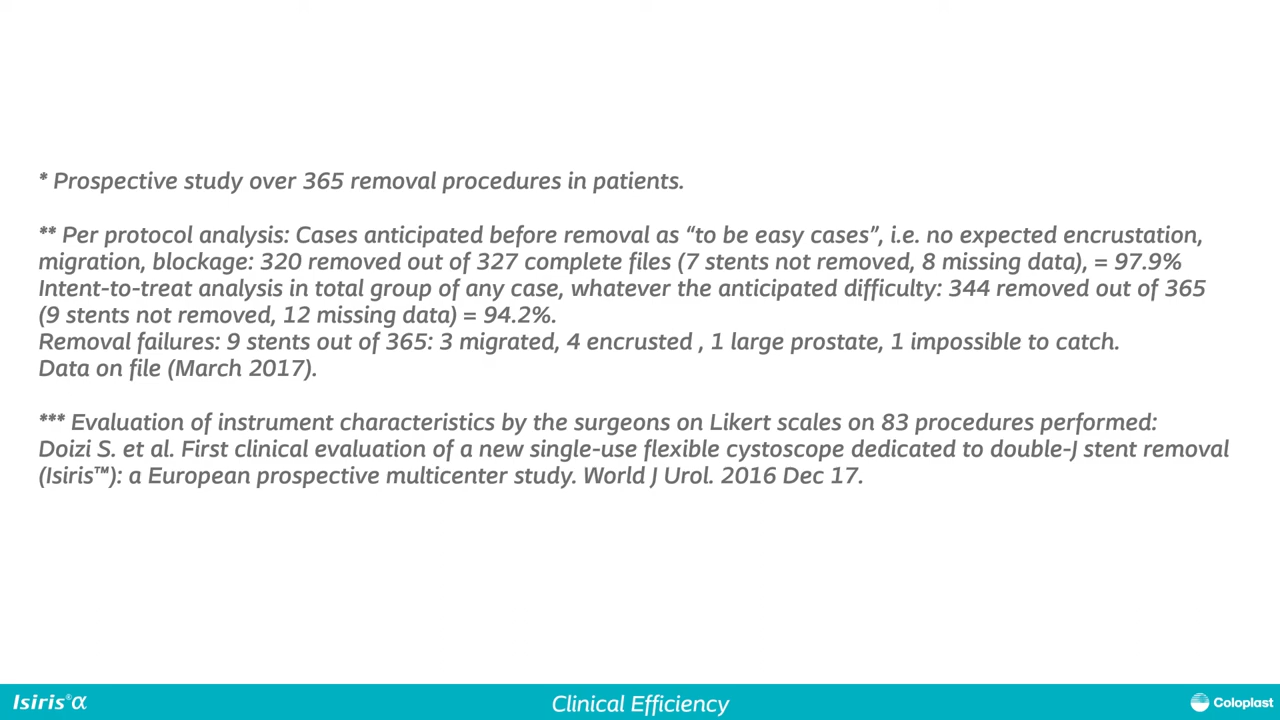 * Prospective study over 365 removal procedures in patients.
** Per protocol analysis: Cases anticipated before removal as “to be easy cases”, i.e. no expected encrustation,
migration, blockage: 320 removed out of 327 complete files (7 stents not removed, 8 missing data), = 97.9%
Intent-to-treat analysis in total group of any case, whatever the anticipated difficulty: 344 removed out of 365
(9 stents not removed, 12 missing data) = 94.2%.
Removal failures: 9 stents out of 365: 3 migrated, 4 encrusted , 1 large prostate, 1 impossible to catch.
Data on file (March 2017).
*** Evaluation of instrument characteristics by the surgeons on Likert scales on 83 procedures performed:
Doizi S. et al. First clinical evaluation of a new single-use flexible cystoscope dedicated to double-J stent removal
(Isiris™): a European prospective multicenter study. World J Urol. 2016 Dec 17.
Isiris®α
Clinical Efficiency
Coloplast